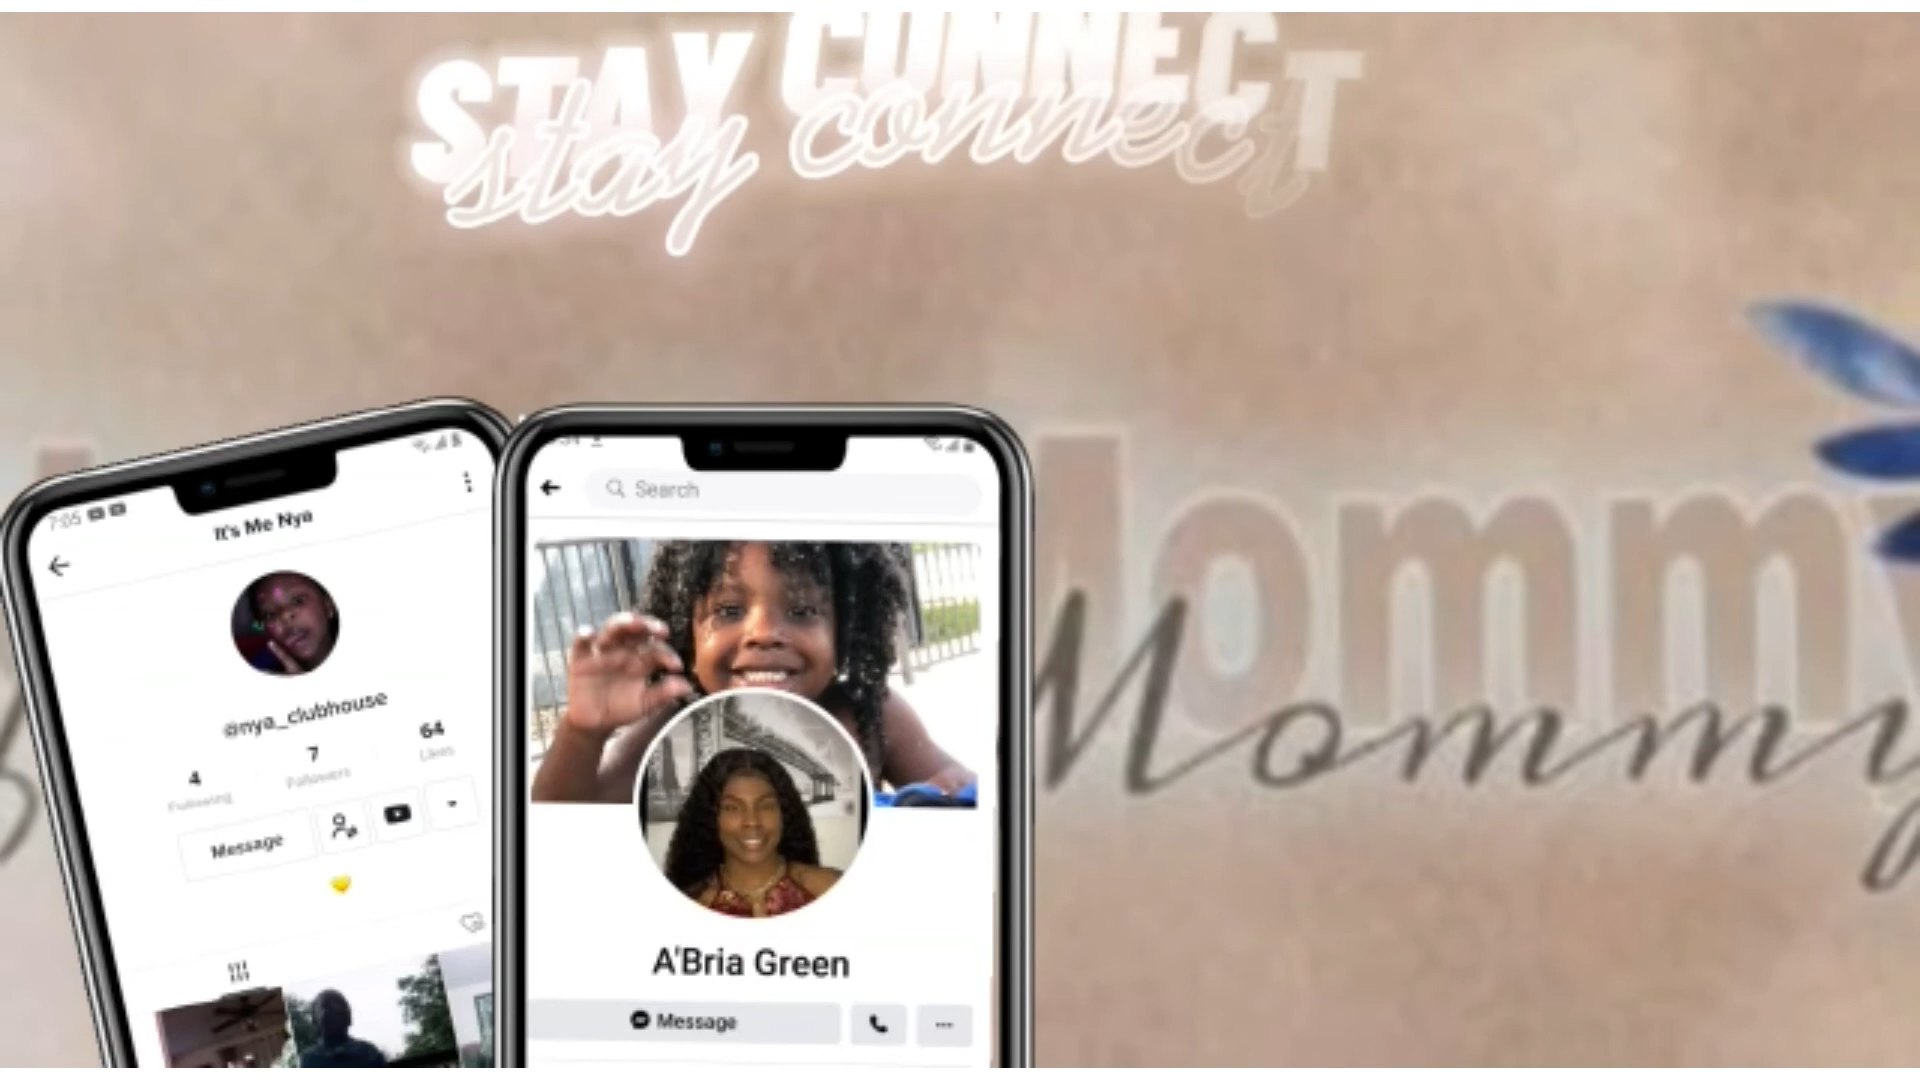 STAY CONNECT
stay connect
Mommy
Mommy
7:05
It's Me Nya
@nya_clubhouse
4
Following
7
Followers
64
Likes
Message
Search
A'Bria Green
Message